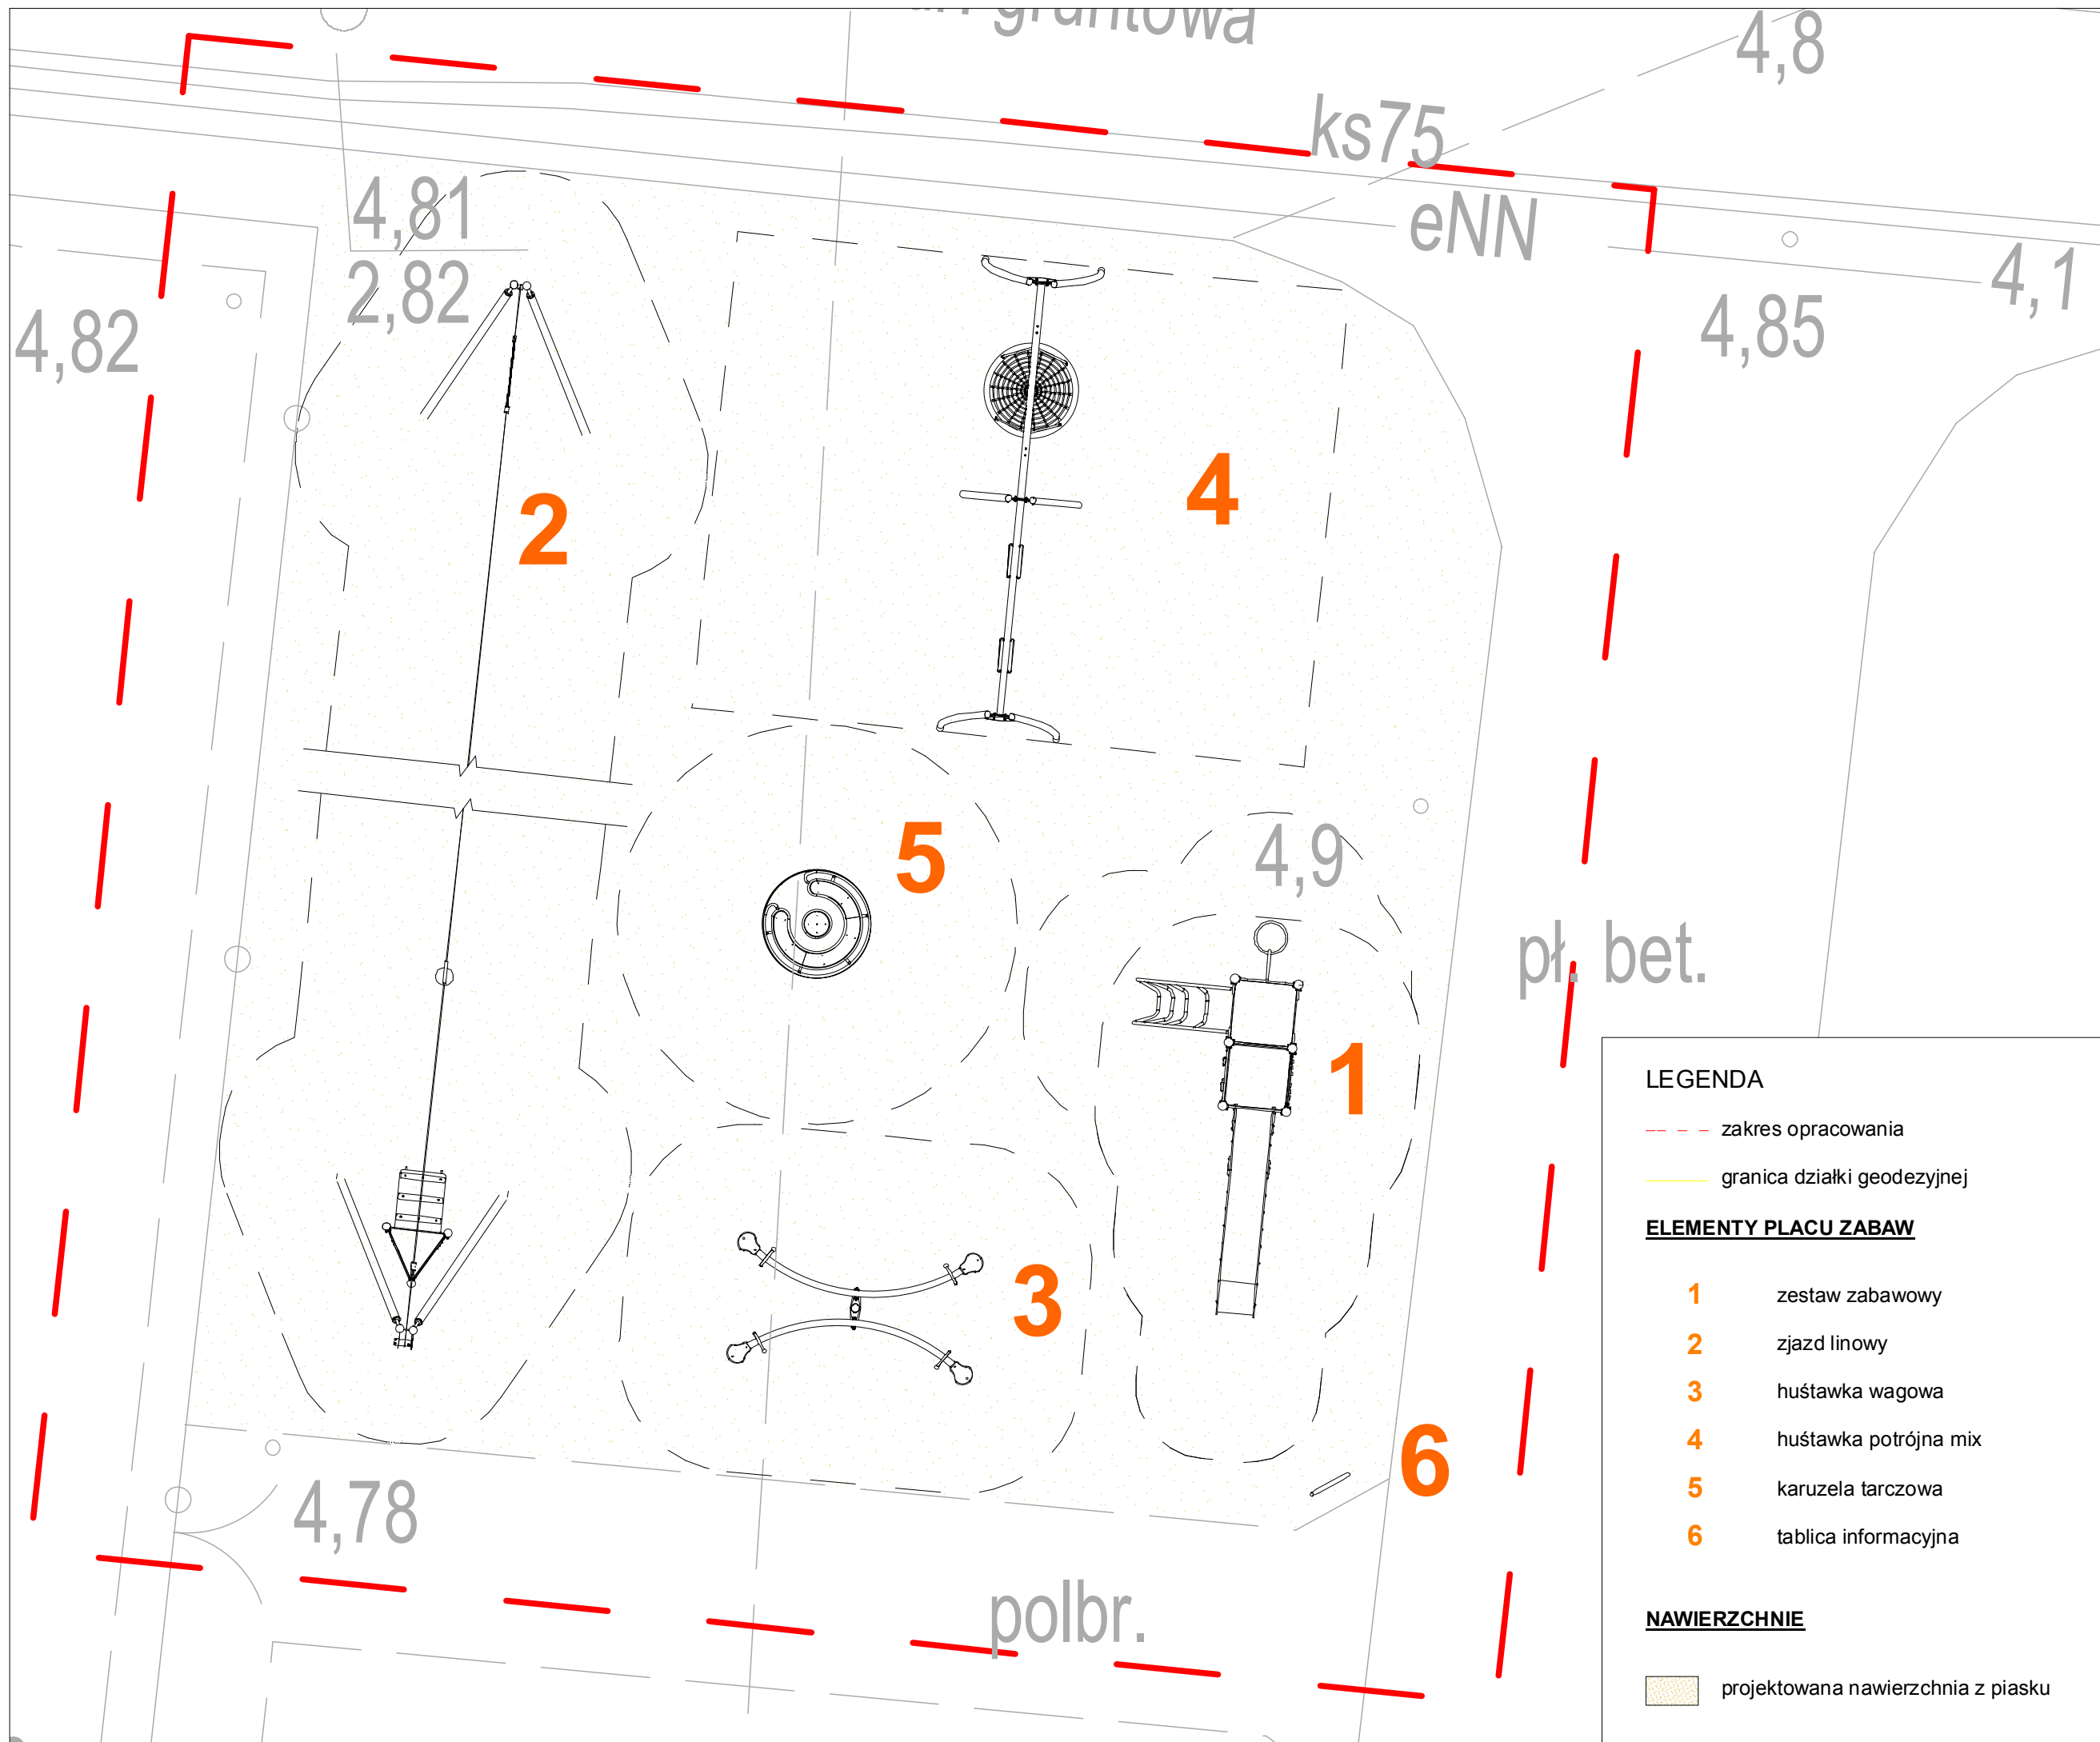 gruntowa
4,8
ks75
4,81
eNN
2,82
4,1
4,82
4,85
2
4
5
4,9
pł. bet.
1
3
6
4,78
polbr.
LEGENDA
zakres opracowania
granica działki geodezyjnej
ELEMENTY PLACU ZABAW
1 zestaw zabawowy
2 zjazd linowy
3 huśtawka wagowa
4 huśtawka potrójna mix
5 karuzela tarczowa
6 tablica informacyjna
NAWIERZCHNIE
projektowana nawierzchnia z piasku